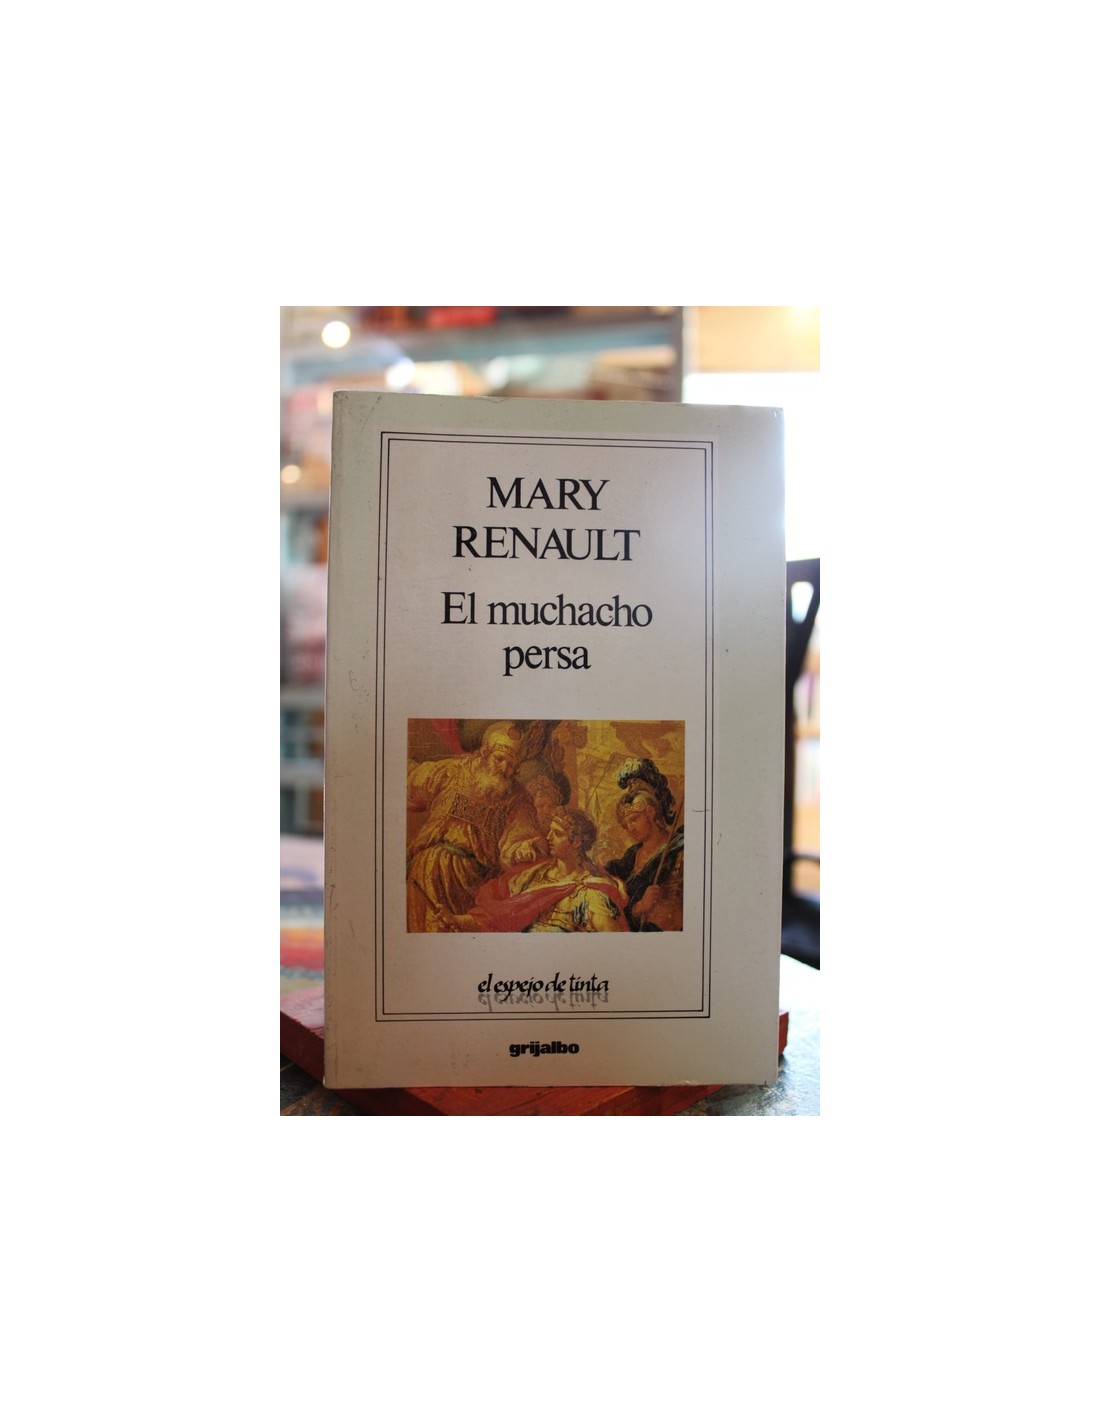 MARY
RENAULT
El muchacho
persa
el espejo de tinta
grijalbo